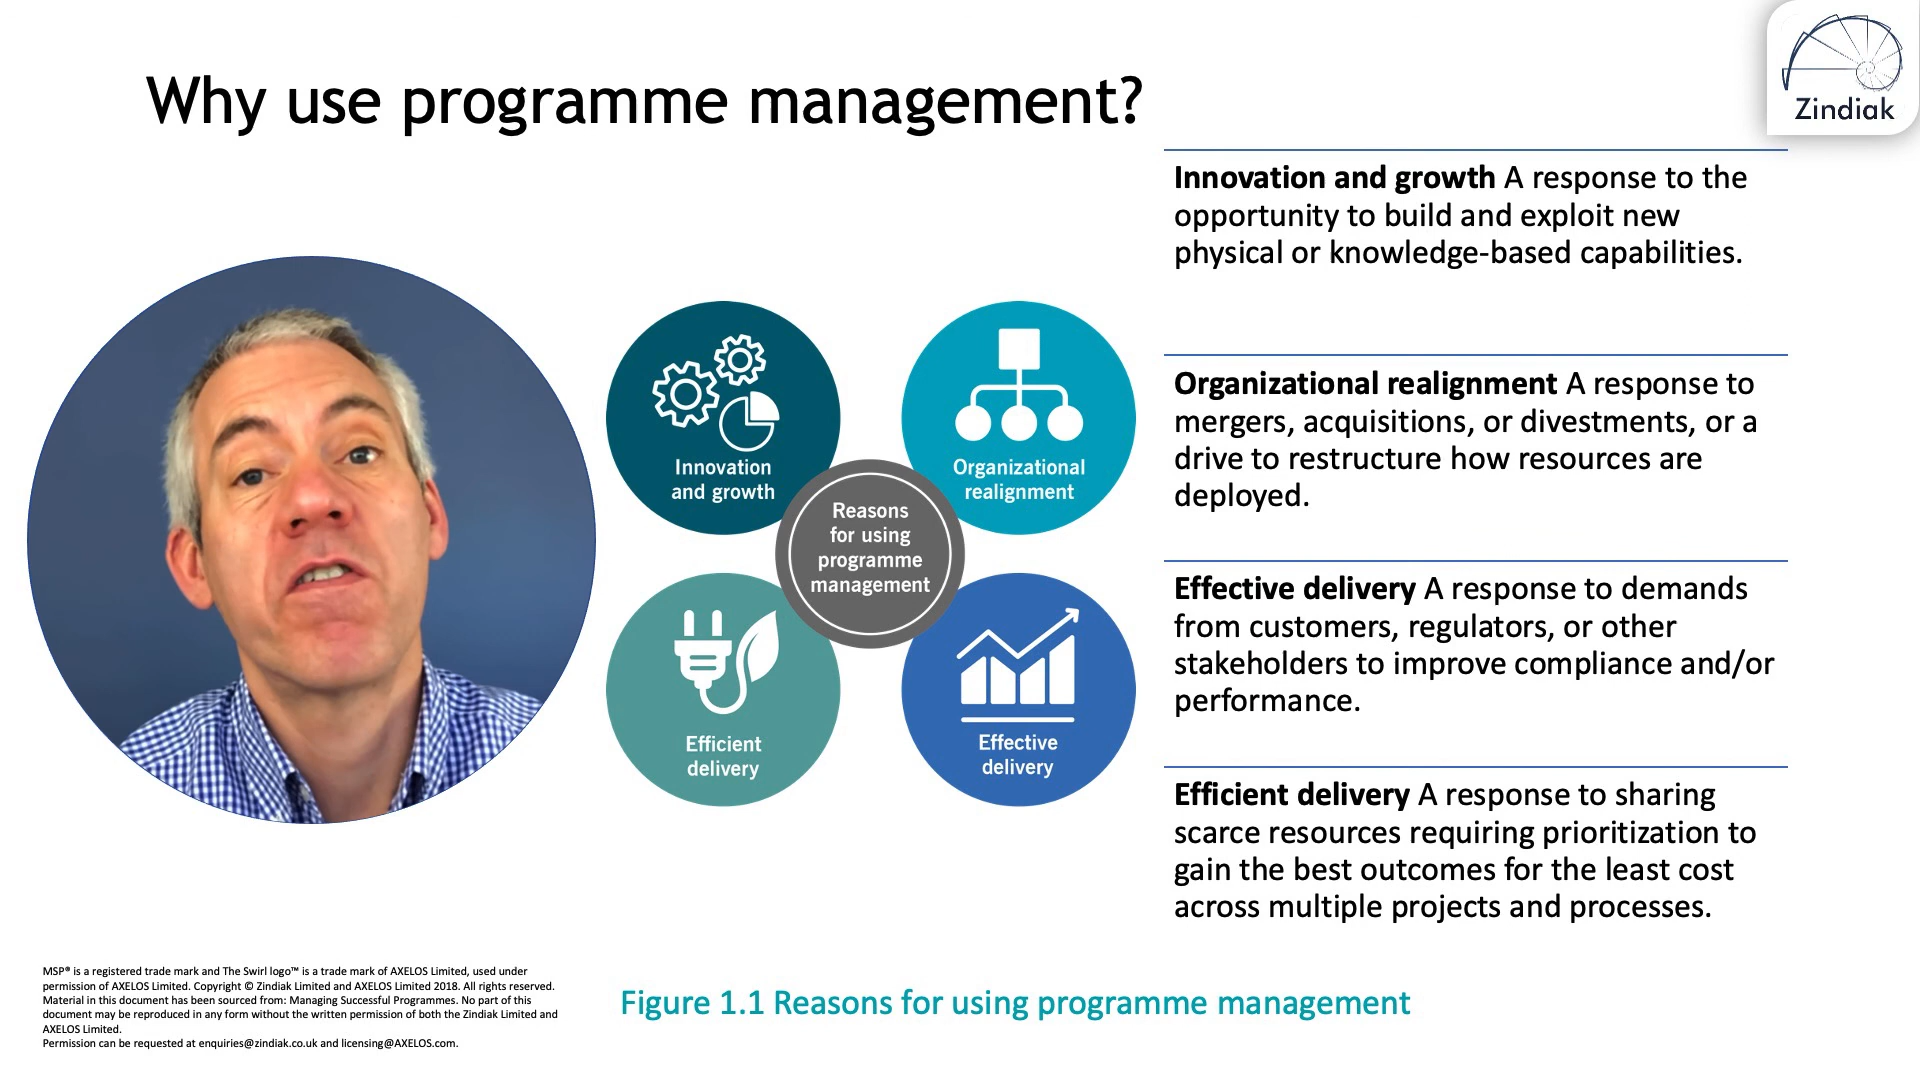 Why use programme management?
Zindiak
Innovation and growth A response to the
opportunity to build and exploit new
physical or knowledge-based capabilities.
Organizational realignment A response to
mergers, acquisitions, or divestments, or a
drive to restructure how resources are
deployed.
Effective delivery A response to demands
from customers, regulators, or other
stakeholders to improve compliance and/or
performance.
Efficient delivery A response to sharing
scarce resources requiring prioritization to
gain the best outcomes for the least cost
across multiple projects and processes.
Innovation
and growth
Organizational
realignment
Reasons
for using
programme
management
Efficient
delivery
Effective
delivery
Figure 1.1 Reasons for using programme management
MSP® is a registered trade mark and The Swirl logo™ is a trade mark of AXELOS Limited, used under
permission of AXELOS Limited. Copyright © Zindiak Limited and AXELOS Limited 2018. All rights reserved.
Material in this document has been sourced from: Managing Successful Programmes. No part of this
document may be reproduced in any form without the written permission of both the Zindiak Limited and
AXELOS Limited.
Permission can be requested at enquiries@zindiak.co.uk and licensing@AXELOS.com.